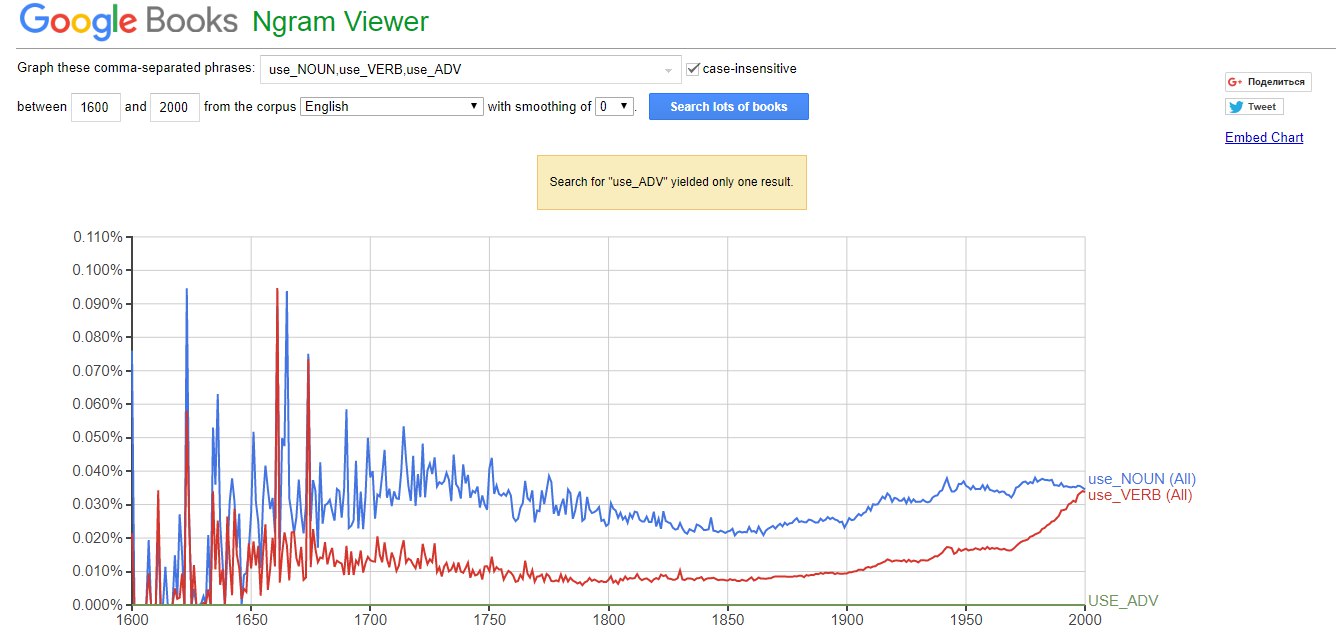 Google Books Ngram Viewer
Graph these comma-separated phrases: use_NOUN,use_VERB,use_ADV case-insensitive
between 1600 and 2000 from the corpus English with smoothing of 0 . Search lots of books
G+ Поделиться
Tweet
Embed Chart
Search for "use_ADV" yielded only one result.
0.110%
0.100%
0.090%
0.080%
0.070%
0.060%
0.050%
0.040%
0.030%
0.020%
0.010%
0.000%
use_NOUN (All)
use_VERB (All)
USE_ADV
1600 1650 1700 1750 1800 1850 1900 1950 2000